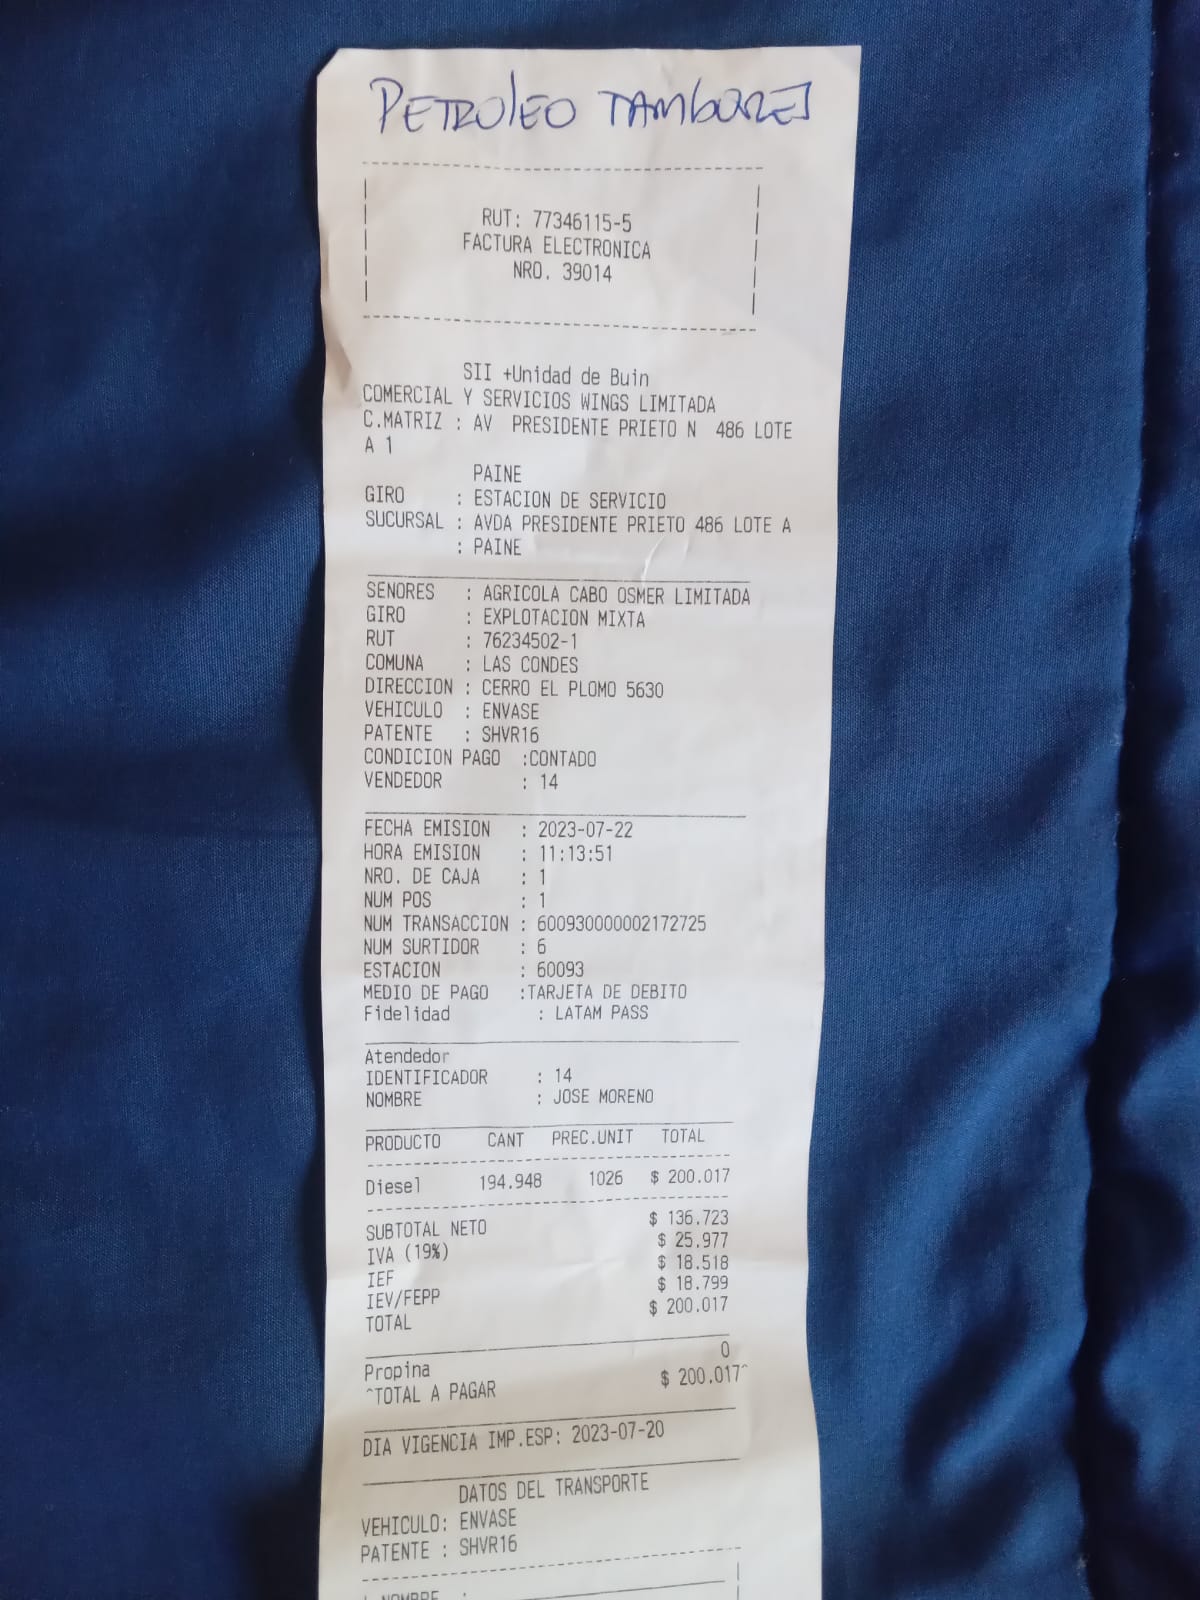 PETROLEO TAMBORES
RUT: 77346115-5
FACTURA ELECTRONICA
NRO. 39014
SII +Unidad de Buin
COMERCIAL Y SERVICIOS WINGS LIMITADA
C.MATRIZ : AV PRESIDENTE PRIETO N 486 LOTE
A 1
PAINE
GIRO : ESTACION DE SERVICIO
SUCURSAL : AVDA PRESIDENTE PRIETO 486 LOTE A
: PAINE
SENORES : AGRICOLA CABO OSMER LIMITADA
GIRO : EXPLOTACION MIXTA
RUT : 76234502-1
COMUNA : LAS CONDES
DIRECCION : CERRO EL PLOMO 5630
VEHICULO : ENVASE
PATENTE : SHVR16
CONDICION PAGO :CONTADO
VENDEDOR : 14
FECHA EMISION : 2023-07-22
HORA EMISION : 11:13:51
NRO. DE CAJA : 1
NUM POS : 1
NUM TRANSACCION : 600930000002172725
NUM SURTIDOR : 6
ESTACION : 60093
MEDIO DE PAGO :TARJETA DE DEBITO
Fidelidad : LATAM PASS
Atendedor
IDENTIFICADOR : 14
NOMBRE : JOSE MORENO
PRODUCTO CANT PREC.UNIT TOTAL
Diesel 194.948 1026 $ 200.017
SUBTOTAL NETO $ 136.723
IVA (19%) $ 25.977
IEF $ 18.518
IEV/FEPP $ 18.799
TOTAL $ 200.017
Propina 0
^TOTAL A PAGAR $ 200.017^
DIA VIGENCIA IMP.ESP: 2023-07-20
DATOS DEL TRANSPORTE
VEHICULO: ENVASE
PATENTE : SHVR16
NOMBRE :